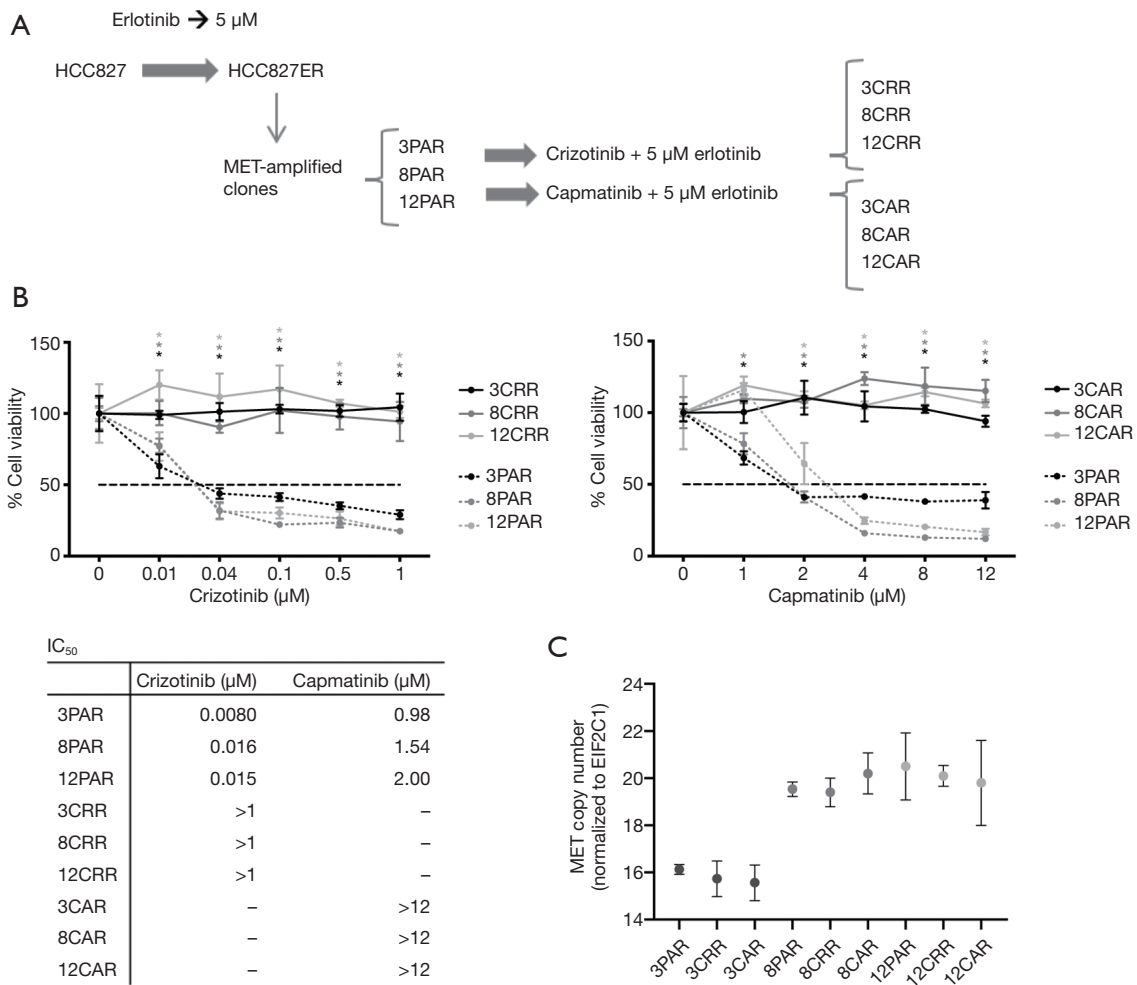 A
Erlotinib → 5 µM
HCC827
HCC827ER
MET-amplified
clones
3PAR
8PAR
12PAR
Crizotinib + 5 µM erlotinib
Capmatinib + 5 µM erlotinib
3CRR
8CRR
12CRR
3CAR
8CAR
12CAR
B
% Cell viability
150
100
50
0
* * * * *
* * * * *
* * * * *
0 0.01 0.04 0.1 0.5 1
Crizotinib (µM)
3CRR
8CRR
12CRR
3PAR
8PAR
12PAR
% Cell viability
150
100
50
0
* * * *
* * * * *
* * * * *
0 1 2 4 8 12
Capmatinib (µM)
3CAR
8CAR
12CAR
3PAR
8PAR
12PAR
IC50
Crizotinib (µM) Capmatinib (µM)
3PAR 0.0080 0.98
8PAR 0.016 1.54
12PAR 0.015 2.00
3CRR >1 –
8CRR >1 –
12CRR >1 –
3CAR – >12
8CAR – >12
12CAR – >12
C
MET copy number
(normalized to EIF2C1)
24
22
20
18
16
14
3PAR 3CRR 3CAR 8PAR 8CRR 8CAR 12PAR 12CRR 12CAR